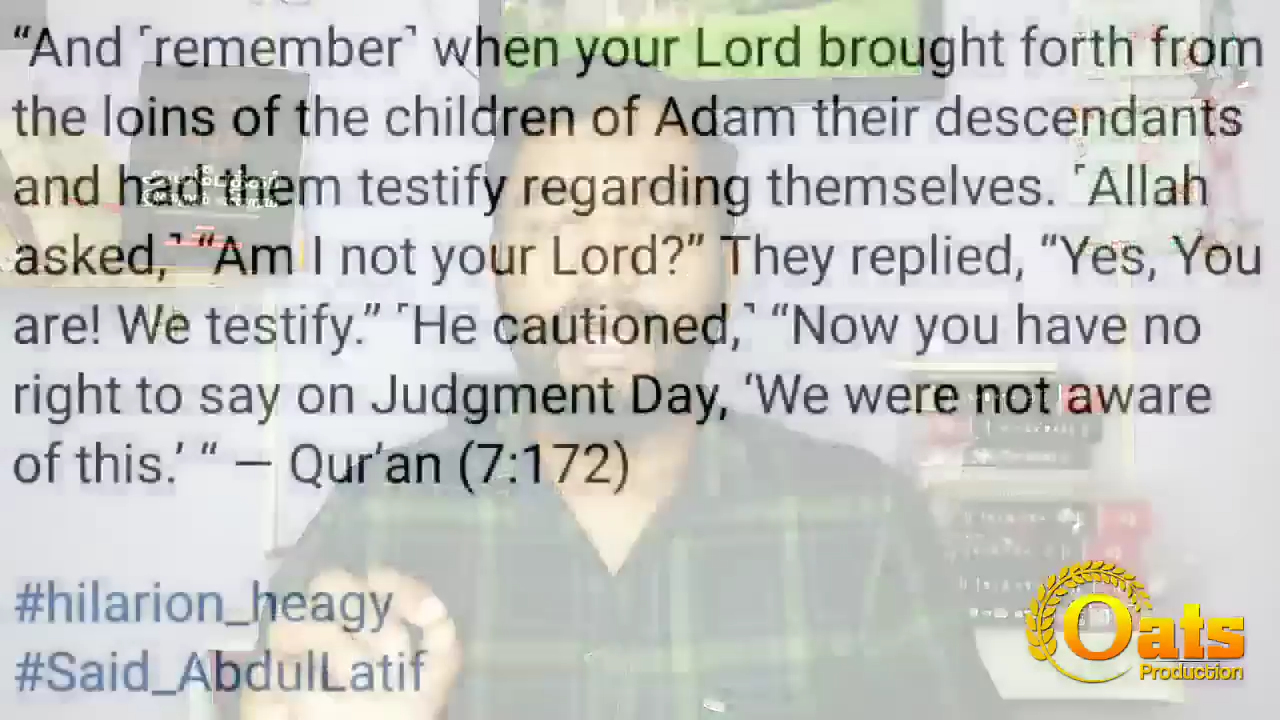 “And ˹remember˺ when your Lord brought forth from
the loins of the children of Adam their descendants
and had them testify regarding themselves. ˹Allah
asked,˺ “Am I not your Lord?” They replied, “Yes, You
are! We testify.” ˹He cautioned,˺ “Now you have no
right to say on Judgment Day, ‘We were not aware
of this.’ “ — Qur’an (7:172)
#hilarion_heagy
#Said_AbdulLatif
Oats
Production